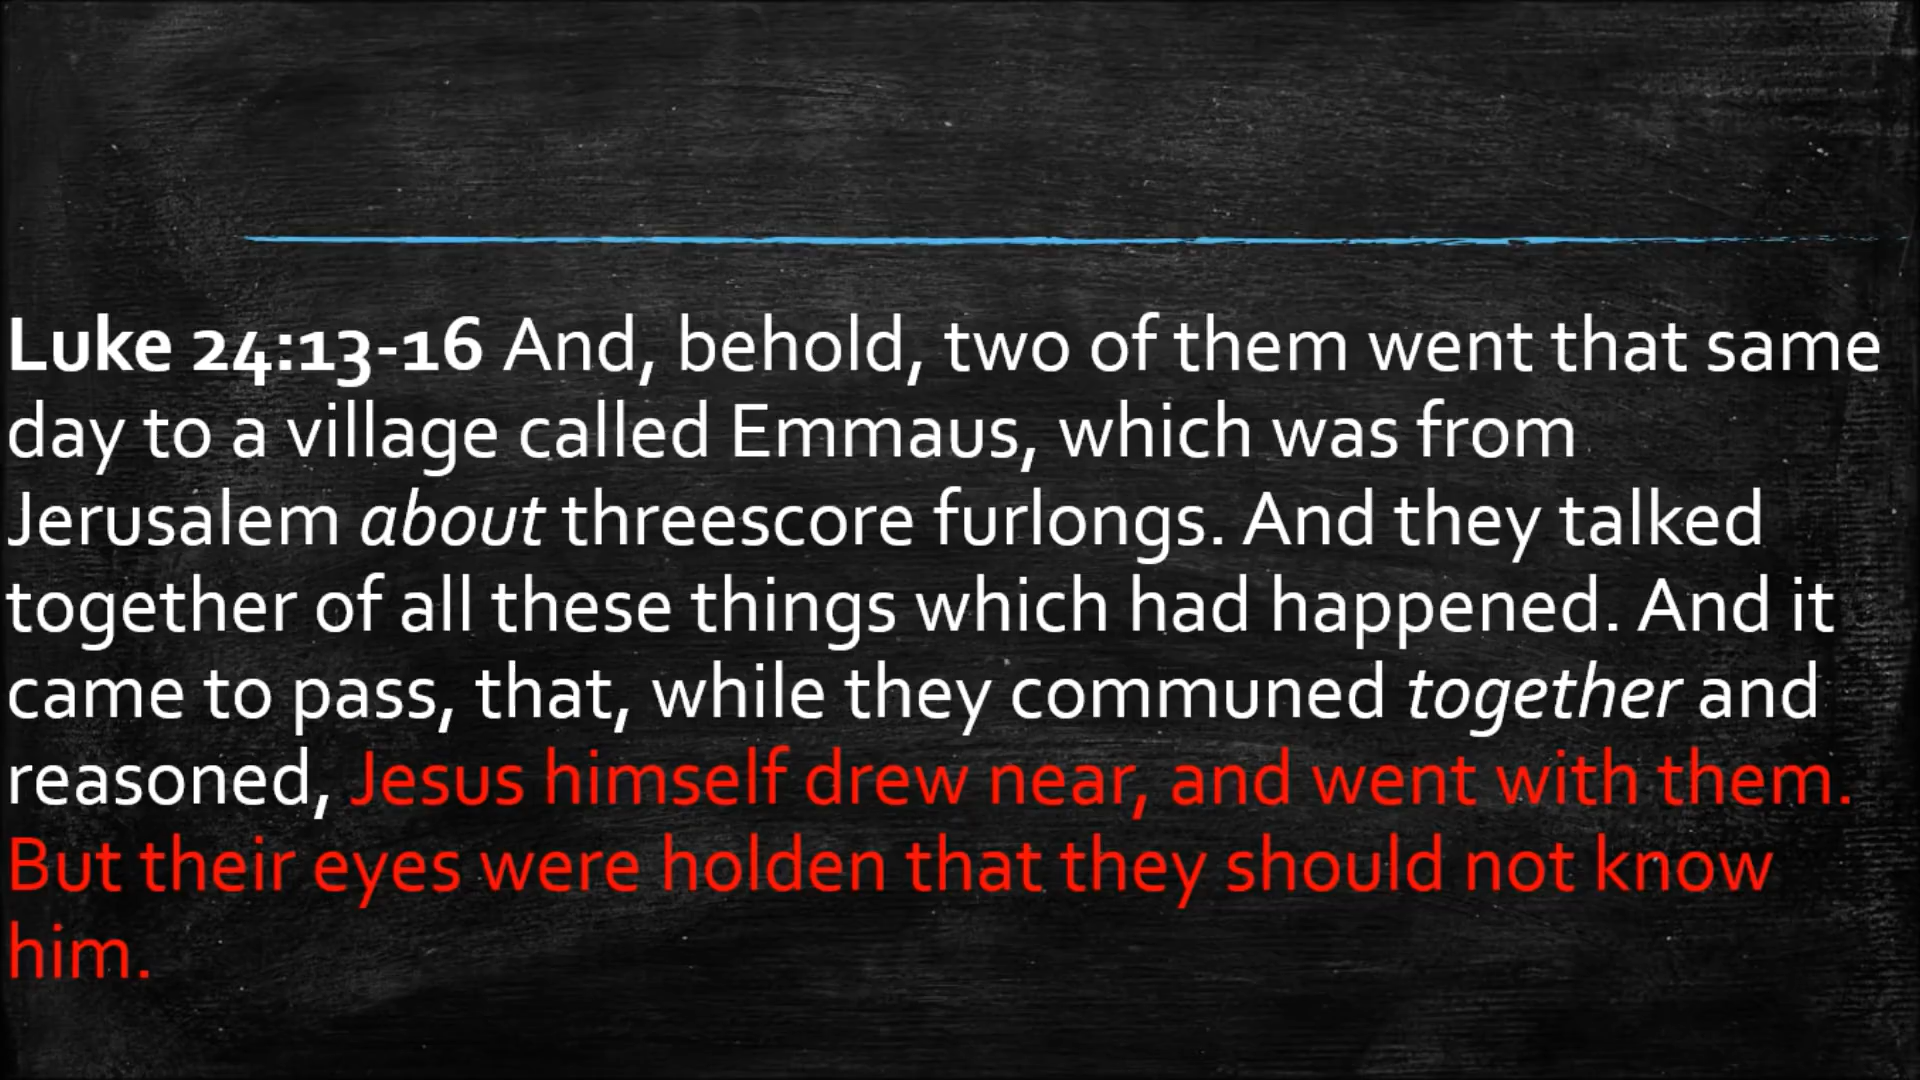 Luke 24:13-16 And, behold, two of them went that same
day to a village called Emmaus, which was from
Jerusalem about threescore furlongs. And they talked
together of all these things which had happened. And it
came to pass, that, while they communed together and
reasoned, Jesus himself drew near, and went with them.
But their eyes were holden that they should not know
him.